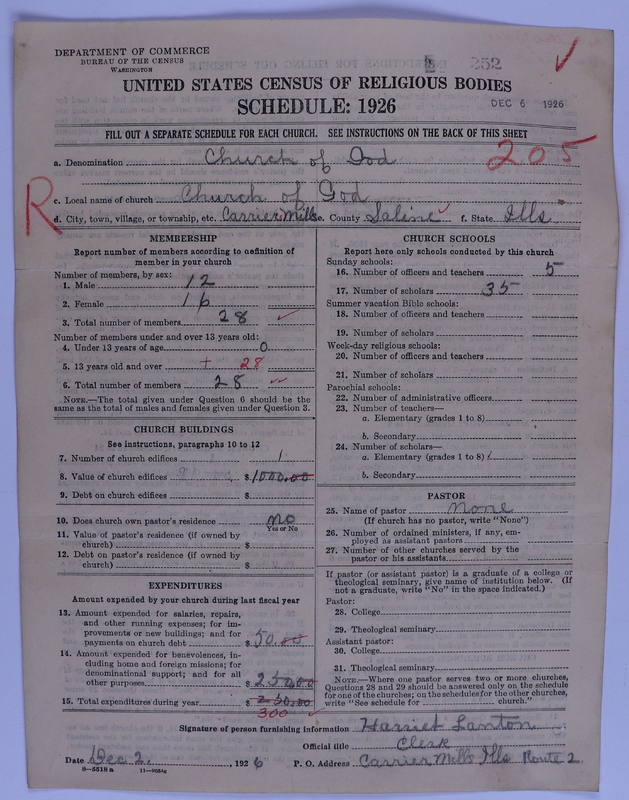 DEPARTMENT OF COMMERCE
BUREAU OF THE CENSUS
WASHINGTON
252
UNITED STATES CENSUS OF RELIGIOUS BODIES
SCHEDULE: 1926
DEC 6 1926
FILL OUT A SEPARATE SCHEDULE FOR EACH CHURCH. SEE INSTRUCTIONS ON THE BACK OF THIS SHEET
a. Denomination Church of God
205
R
c. Local name of church Church of God
d. City, town, village, or township, etc. Carrier Mills e. County Saline f. State Ills
MEMBERSHIP
Report number of members according to definition of
member in your church
Number of members, by sex:
1. Male 12
2. Female 16
3. Total number of members 28
Number of members under and over 13 years old:
4. Under 13 years of age 0
5. 13 years old and over + 28
6. Total number of members 28
NOTE.—The total given under Question 6 should be
same as the total of males and females given under Question 3.
CHURCH BUILDINGS
See instructions, paragraphs 10 to 12
7. Number of church edifices 1
8. Value of church edifices $1000.00
9. Debt on church edifices $
10. Does church own pastor's residence no
Yes or No
11. Value of pastor's residence (if owned by
church) $
12. Debt on pastor's residence (if owned by
church) $
EXPENDITURES
Amount expended by your church during last fiscal year
13. Amount expended for salaries, repairs,
and other running expenses; for im-
provements or new buildings; and for
payments on church debt $50.00
14. Amount expended for benevolences, in-
cluding home and foreign missions; for
denominational support; and for all
other purposes $250.00
15. Total expenditures during year $250.00
300
CHURCH SCHOOLS
Report here only schools conducted by this church
Sunday schools:
16. Number of officers and teachers 5
17. Number of scholars 35
Summer vacation Bible schools:
18. Number of officers and teachers
19. Number of scholars
Week-day religious schools:
20. Number of officers and teachers
21. Number of scholars
Parochial schools:
22. Number of administrative officers
23. Number of teachers—
a. Elementary (grades 1 to 8)
b. Secondary
24. Number of scholars—
a. Elementary (grades 1 to 8)
b. Secondary
PASTOR
25. Name of pastor None
(If church has no pastor, write "None")
26. Number of ordained ministers, if any, em-
ployed as assistant pastors
27. Number of other churches served by the
pastor or his assistants
If pastor (or assistant pastor) is a graduate of a college or
theological seminary, give name of institution below. (If
not a graduate, write "No" in the space indicated.)
Pastor:
28. College
29. Theological seminary
Assistant pastor:
30. College
31. Theological seminary
NOTE.—Where one pastor serves two or more churches,
Questions 28 and 29 should be answered only on the schedule
for one of the churches; on the schedules for the other churches,
write "See schedule for church."
Signature of person furnishing information Harriet Lanton
Official title Clerk
Date Dec 2, 1926 P. O. Address Carrier Mills Ills Route 2
8—5518a 11—9054c